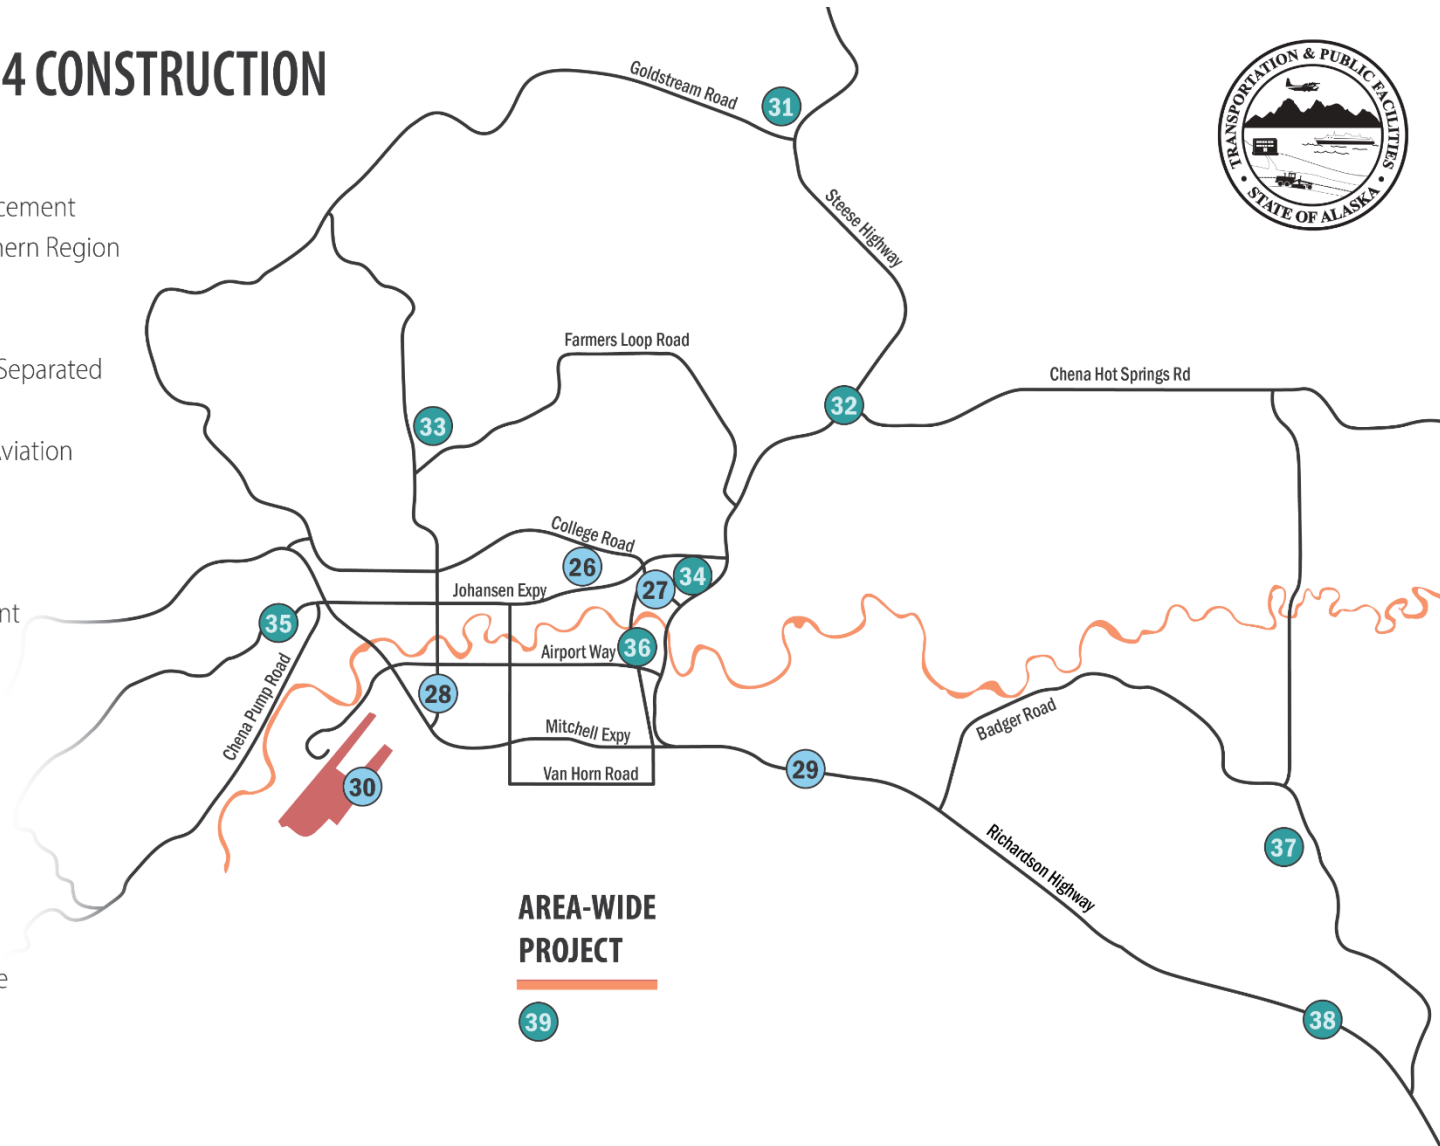 4 CONSTRUCTION
TRANSPORTATION & PUBLIC FACILITIES
STATE OF ALASKA
Goldstream Road
31
cement
hern Region
Steese Highway
Farmers Loop Road
Separated
Chena Hot Springs Rd
32
33
viation
College Road
26
34
27
Johansen Expy
nt
35
36
Airport Way
Chena Pump Road
28
Badger Road
Mitchell Expy
29
Van Horn Road
30
Richardson Highway
37
AREA-WIDE
PROJECT
e
39
38